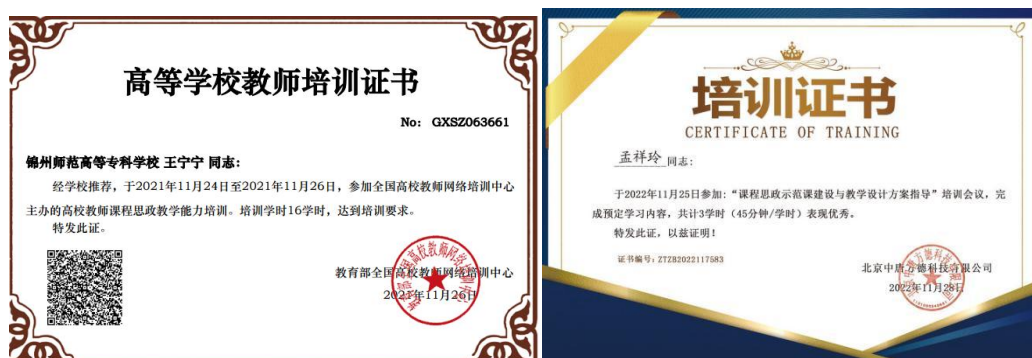 高等学校教师培训证书
No: GXSZ063661
锦州师范高等专科学校 王宁宁 同志：
经学校推荐，于2021年11月24日至2021年11月26日，参加全国高校教师网络培训中心
主办的高校教师课程思政教学能力培训。培训学时16学时，达到培训要求。
特发此证。
教育部全国高校教师网络培训中心
2021年11月26日
培训证书
CERTIFICATE OF TRAINING
孟祥玲 同志：
于2022年11月25日参加：“课程思政示范课建设与教学设计方案指导”培训会议，完
成预定学习内容，共计3学时（45分钟/学时）表现优秀。
特发此证，以兹证明！
证书编号：ZTZB2022117583
北京中唐方德科技有限公司
2022年11月28日